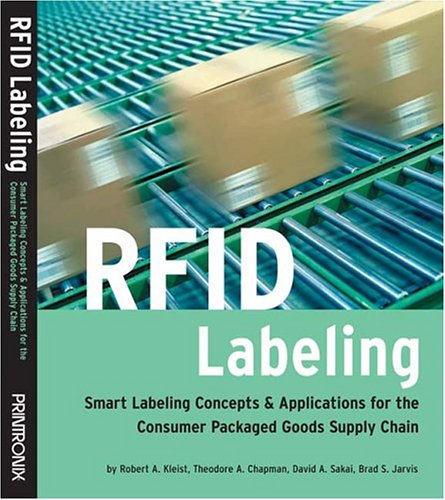 RFID Labeling
Smart Labeling Concepts & Applications for the
Consumer Packaged Goods Supply Chain
PRINTRONIX
RFID
Labeling
Smart Labeling Concepts & Applications for the
Consumer Packaged Goods Supply Chain
by Robert A. Kleist, Theodore A. Chapman, David A. Sakai, Brad S. Jarvis